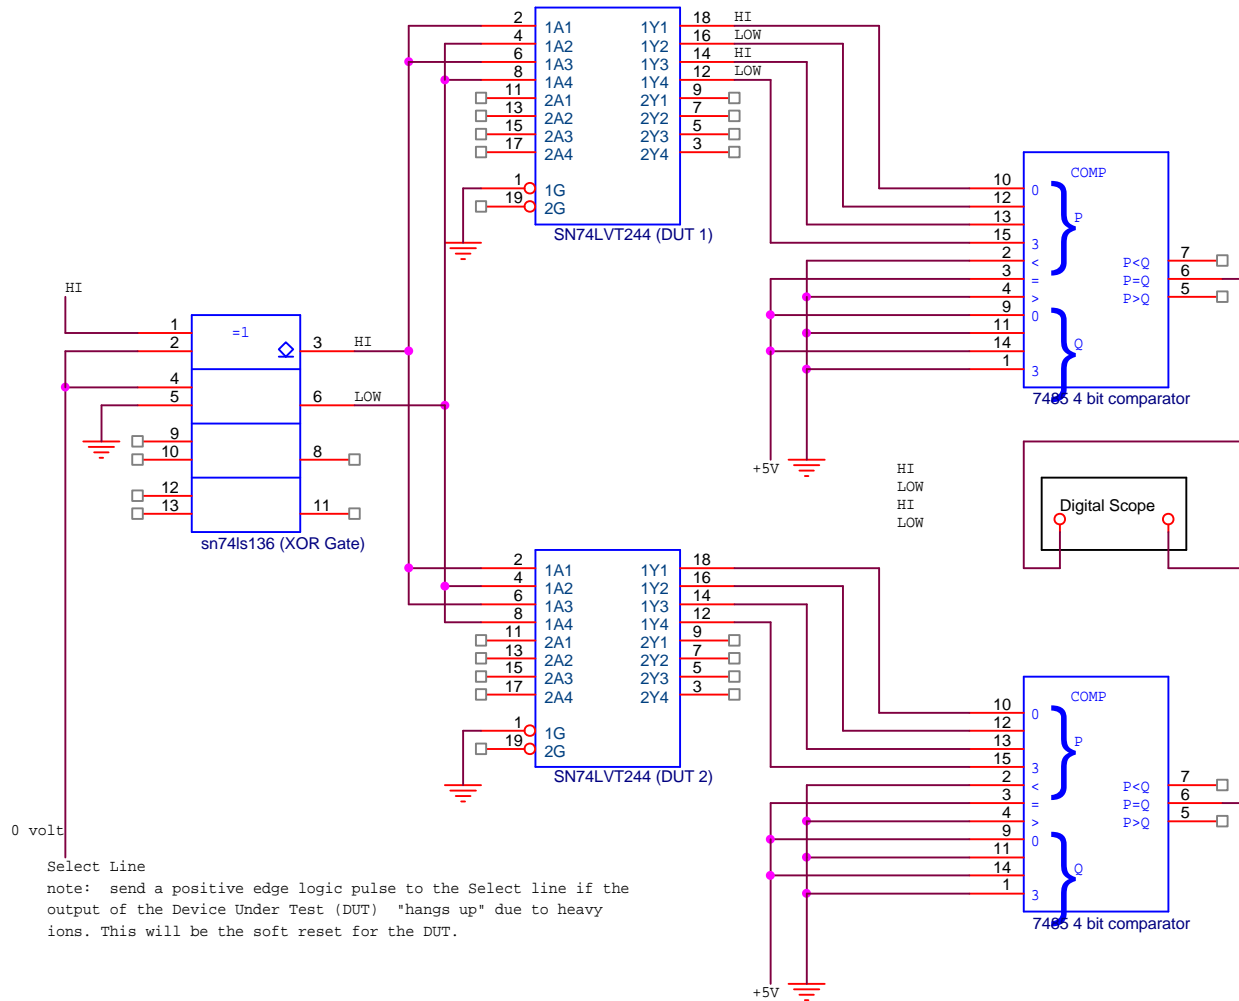 2 1A1 1Y1 18 HI
4 1A2 1Y2 16 LOW
6 1A3 1Y3 14 HI
8 1A4 1Y4 12 LOW
11 2A1 2Y1 9
13 2A2 2Y2 7
15 2A3 2Y3 5
17 2A4 2Y4 3
1 1G
19 2G
SN74LVT244 (DUT 1)
COMP
10 0
12
13 P
15 3
2 < P<Q 7
3 = P=Q 6
4 > P>Q 5
9 0
11
14 Q
1 3
7485 4 bit comparator
+5V
HI
1 =1
2 3 HI
4
5 6 LOW
9
10 8
12
13 11
sn74ls136 (XOR Gate)
HI
LOW
HI
LOW
Digital Scope
2 1A1 1Y1 18
4 1A2 1Y2 16
6 1A3 1Y3 14
8 1A4 1Y4 12
11 2A1 2Y1 9
13 2A2 2Y2 7
15 2A3 2Y3 5
17 2A4 2Y4 3
1 1G
19 2G
SN74LVT244 (DUT 2)
COMP
10 0
12
13 P
15 3
2 < P<Q 7
3 = P=Q 6
4 > P>Q 5
9 0
11
14 Q
1 3
7485 4 bit comparator
+5V
0 volt
Select Line
note: send a positive edge logic pulse to the Select line if the
output of the Device Under Test (DUT) "hangs up" due to heavy
ions. This will be the soft reset for the DUT.